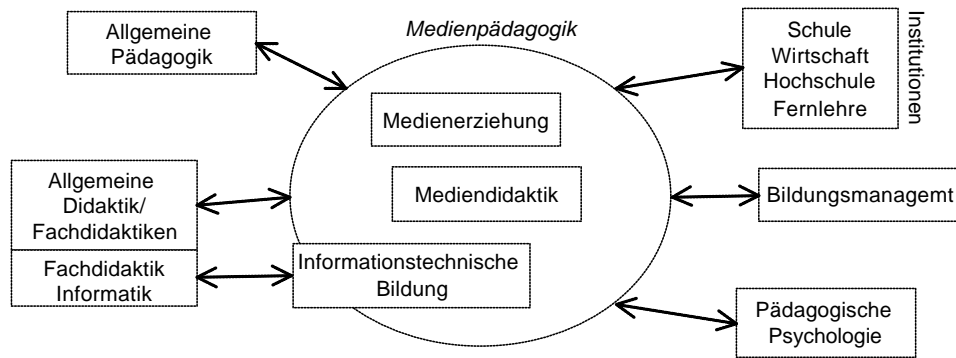 Allgemeine
Pädagogik
Medienpädagogik
Schule
Wirtschaft
Hochschule
Fernlehre
Institutionen
Medienerziehung
Allgemeine
Didaktik/
Fachdidaktiken
Mediendidaktik
Bildungsmanagemt
Fachdidaktik
Informatik
Informationstechnische
Bildung
Pädagogische
Psychologie